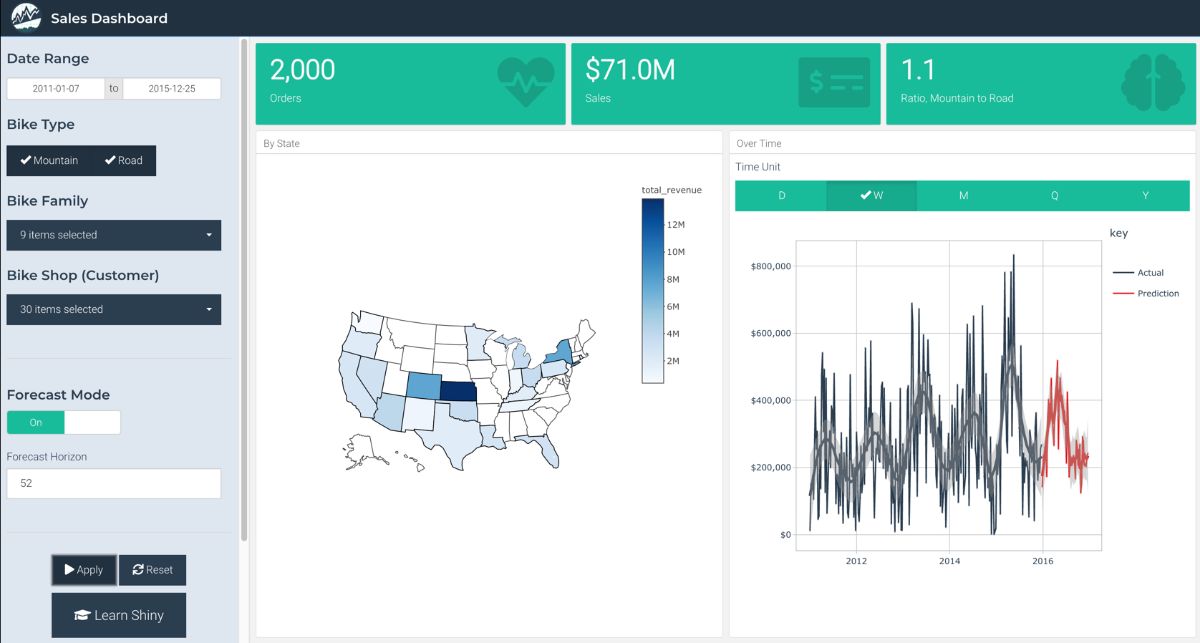 Sales Dashboard
Date Range
2011-01-07 to 2015-12-25
Bike Type
Mountain Road
Bike Family
9 items selected
Bike Shop (Customer)
30 items selected
Forecast Mode
On
Forecast Horizon
52
Apply Reset
Learn Shiny
2,000
Orders
$71.0M
Sales
$
1.1
Ratio, Mountain to Road
By State
total_revenue
12M
10M
8M
6M
4M
2M
Over Time
Time Unit
D W M Q Y
key
Actual
Prediction
$800,000
$600,000
$400,000
$200,000
$0
2012 2014 2016